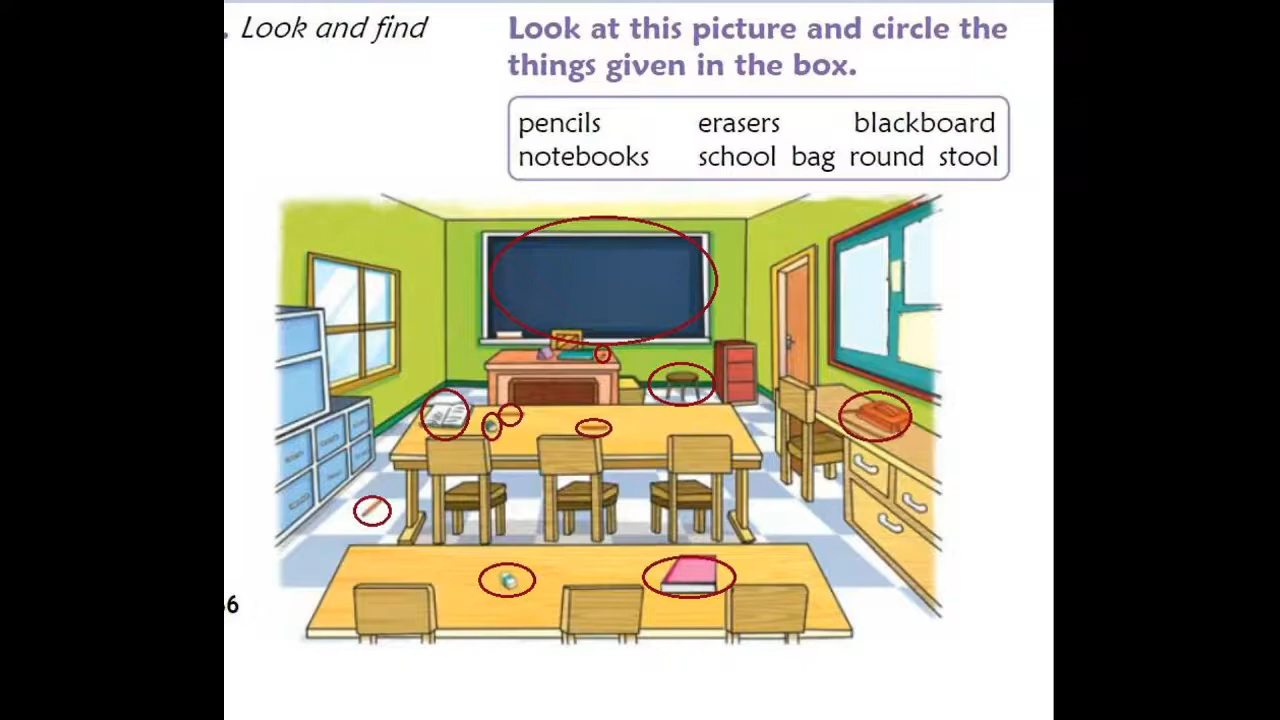 . Look and find
Look at this picture and circle the
things given in the box.
pencils erasers blackboard
notebooks school bag round stool
6